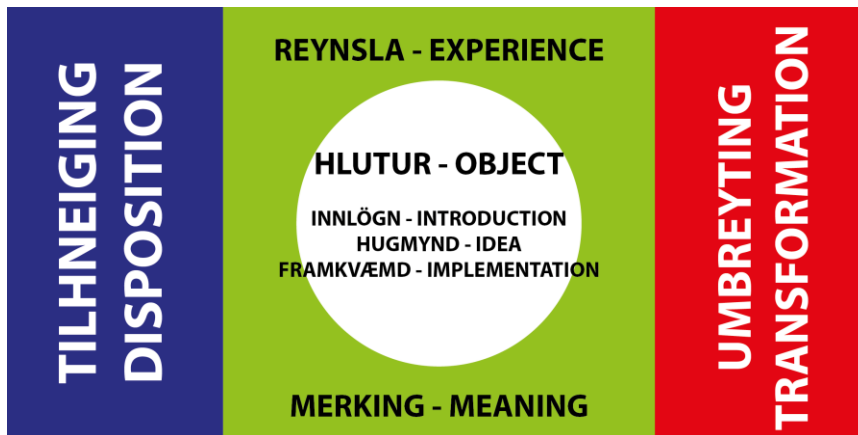 TILHNEIGING
DISPOSITION
REYNSLA - EXPERIENCE
HLUTUR - OBJECT
INNLÖGN - INTRODUCTION
HUGMYND - IDEA
FRAMKVÆMD - IMPLEMENTATION
MERKING - MEANING
UMBREYTING
TRANSFORMATION